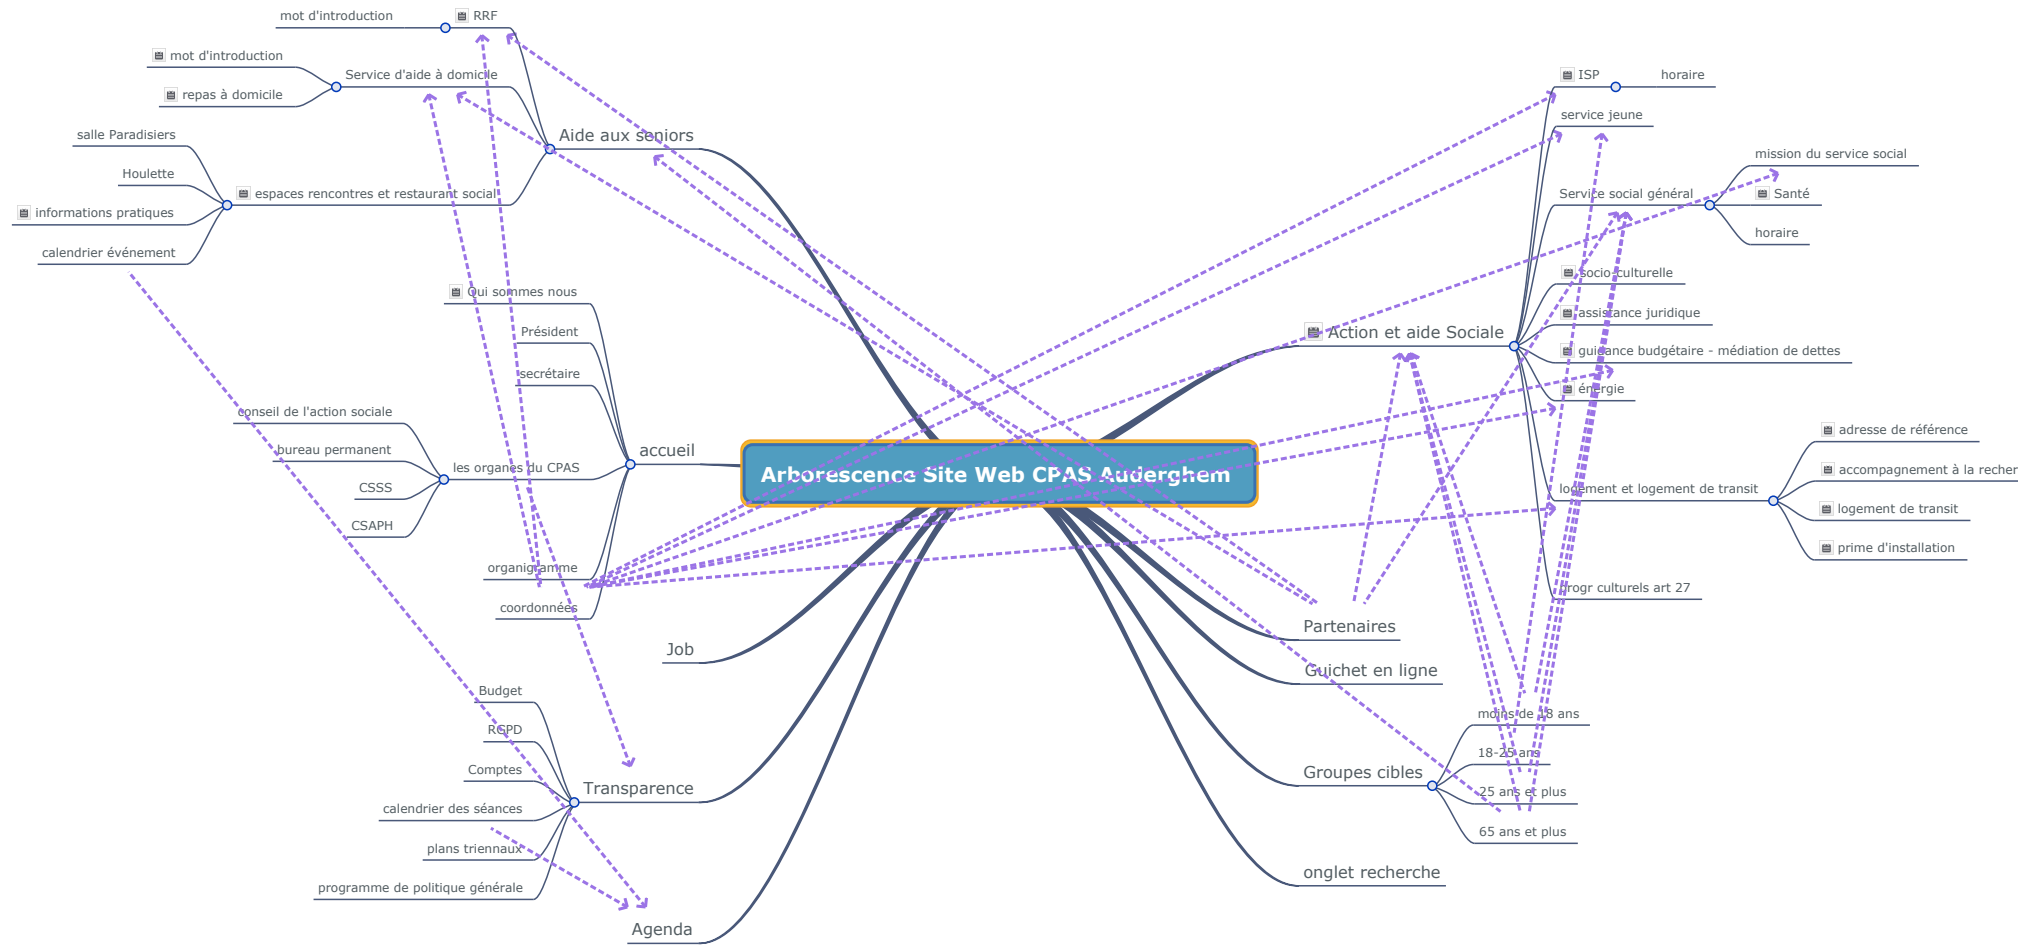 mot d'introduction
RRF
mot d'introduction
Service d'aide à domicile
repas à domicile
Aide aux seniors
salle Paradisiers
Houlette
espaces rencontres et restaurant social
informations pratiques
calendrier événement
Qui sommes nous
Président
secrétaire
conseil de l'action sociale
bureau permanent
les organes du CPAS
CSSS
CSAPH
accueil
organigramme
coordonnées
Job
Budget
RGPD
Comptes
Transparence
calendrier des séances
plans triennaux
programme de politique générale
Agenda
Arborescence Site Web CPAS Auderghem
ISP
horaire
service jeune
mission du service social
Service social général
Santé
horaire
socio-culturelle
assistance juridique
Action et aide Sociale
guidance budgétaire - médiation de dettes
énergie
adresse de référence
accompagnement à la recher
logement et logement de transit
logement de transit
prime d'installation
progr culturels art 27
Partenaires
Guichet en ligne
moins de 18 ans
18-25 ans
Groupes cibles
25 ans et plus
65 ans et plus
onglet recherche